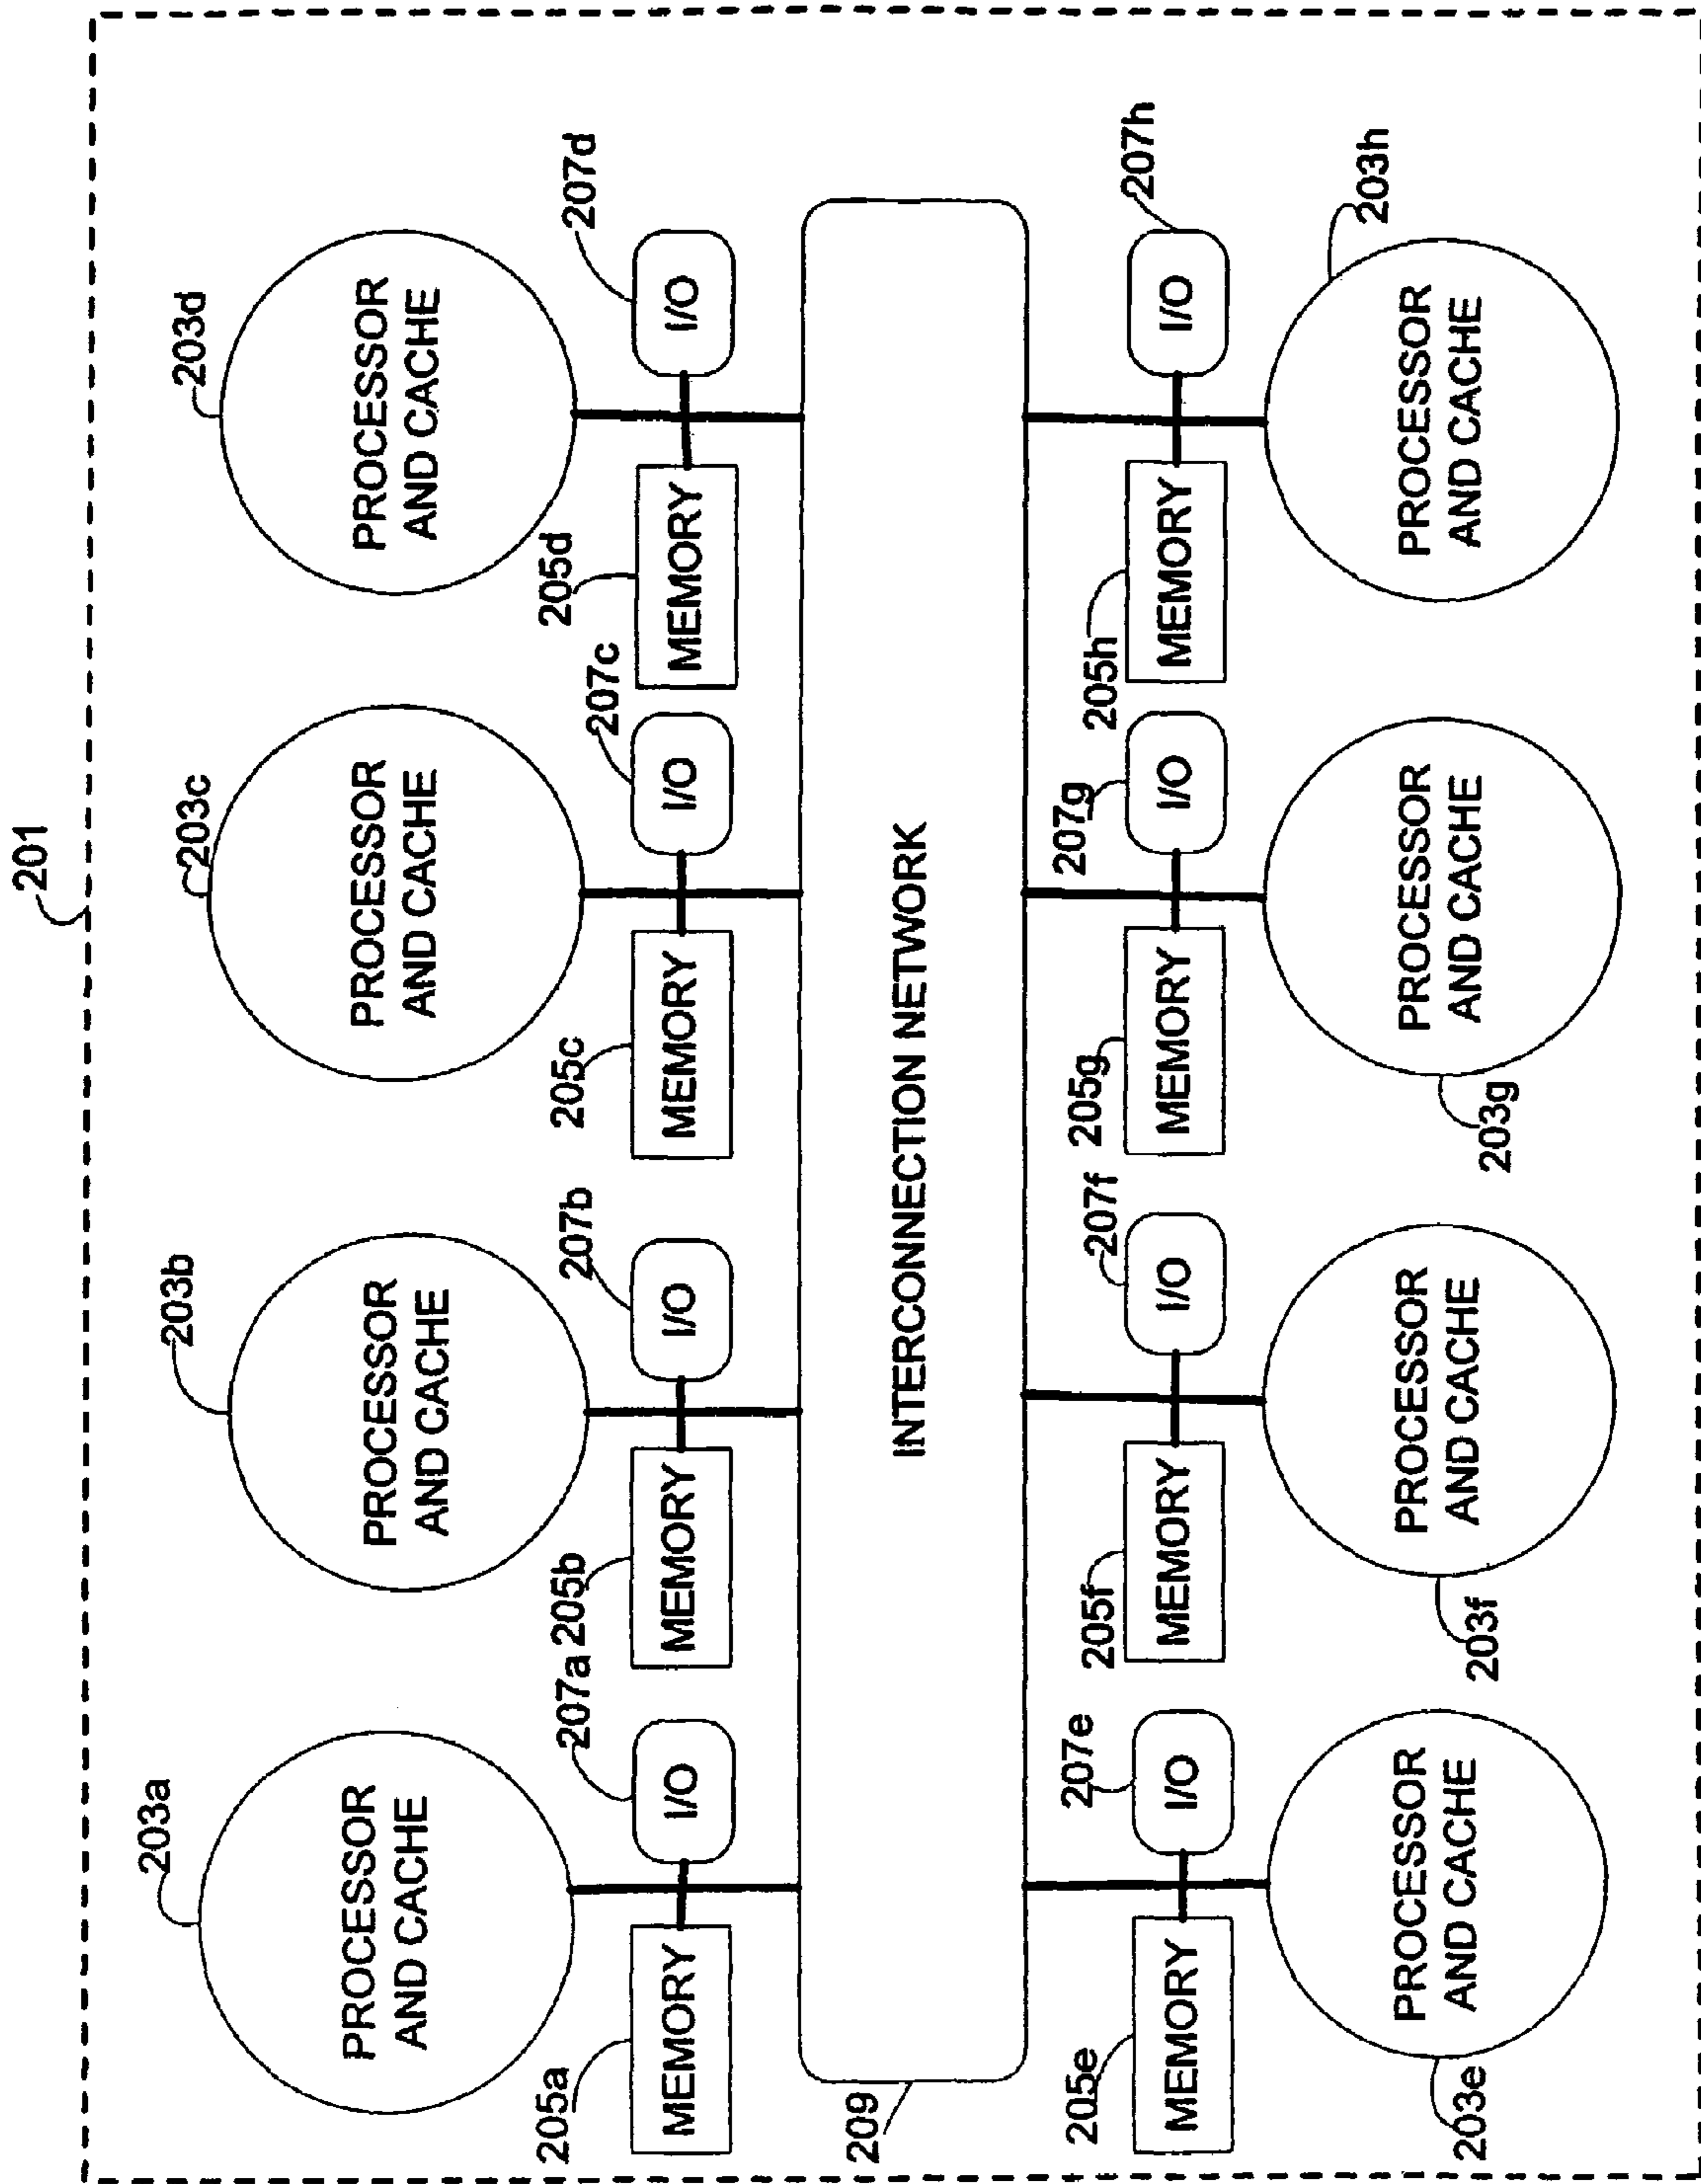 201
203a
203b
203c
203d
PROCESSOR
AND CACHE
PROCESSOR
AND CACHE
PROCESSOR
AND CACHE
PROCESSOR
AND CACHE
205a
207a
205b
207b
205c
207c
205d
207d
MEMORY
I/O
MEMORY
I/O
MEMORY
I/O
MEMORY
I/O
209
INTERCONNECTION NETWORK
205e
207e
205f
207f
205g
207g
205h
207h
MEMORY
I/O
MEMORY
I/O
MEMORY
I/O
MEMORY
I/O
PROCESSOR
AND CACHE
PROCESSOR
AND CACHE
PROCESSOR
AND CACHE
PROCESSOR
AND CACHE
203e
203f
203g
203h